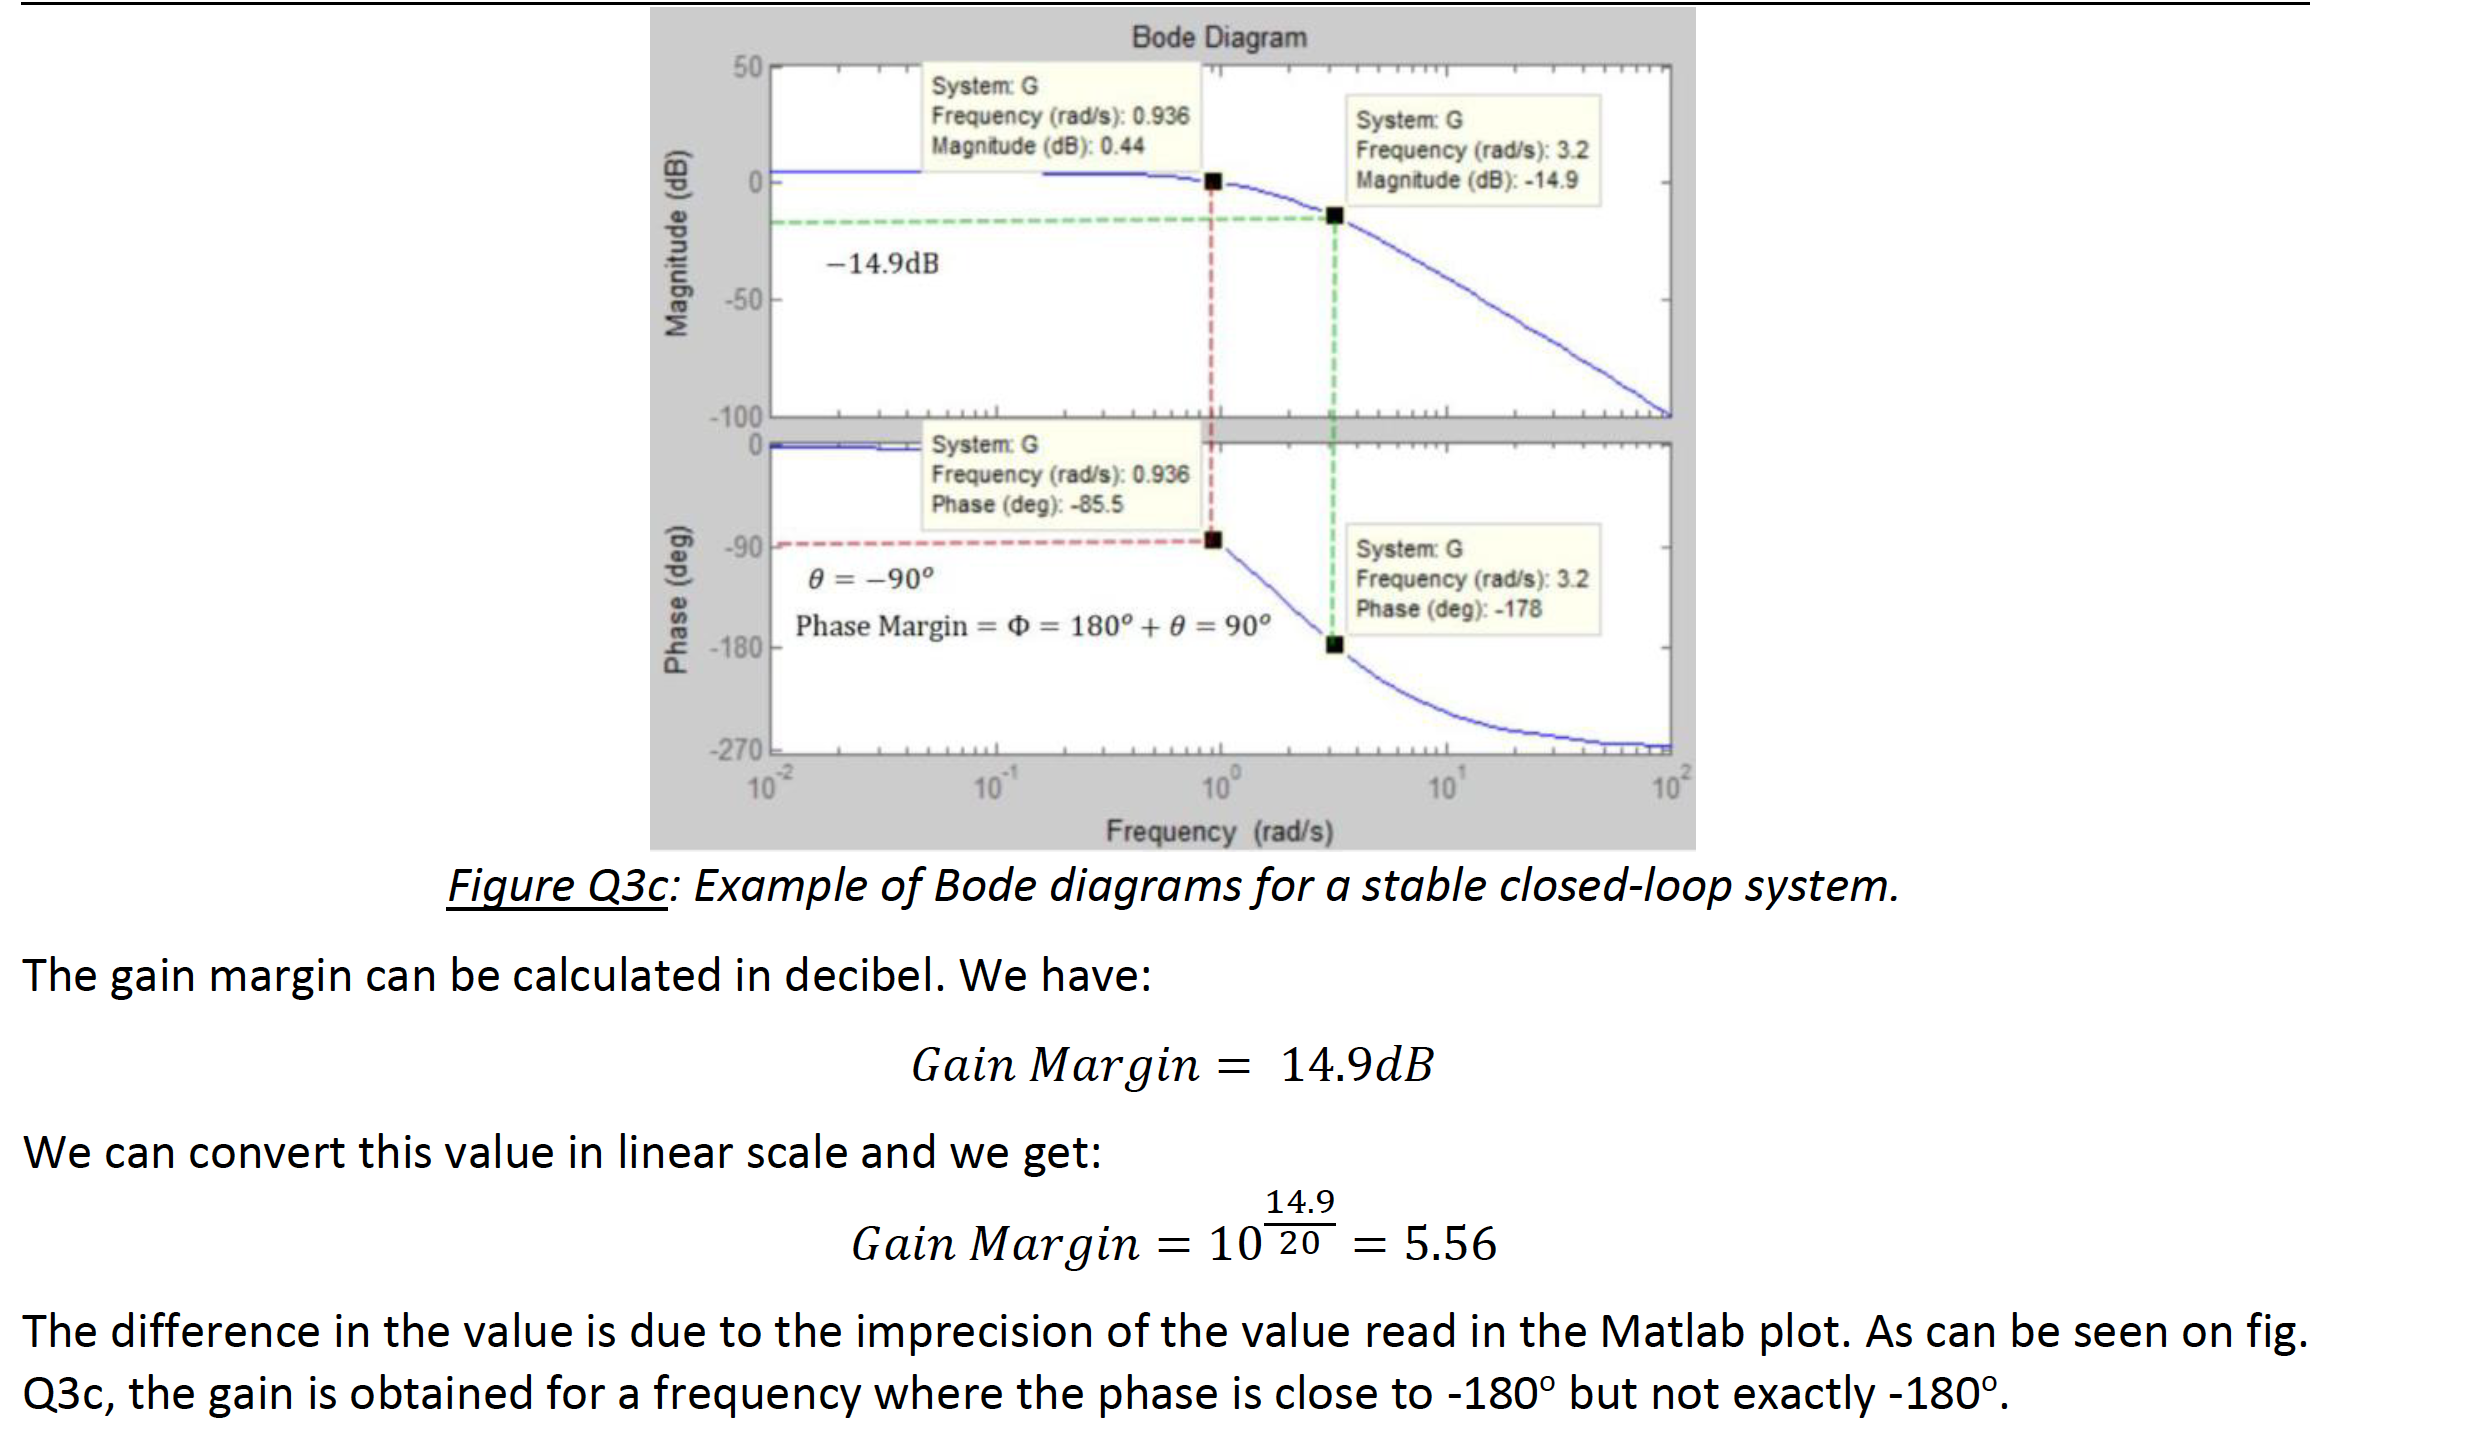 Bode Diagram
50
System: G
Frequency (rad/s): 0.936
Magnitude (dB): 0.44
System: G
Frequency (rad/s): 3.2
Magnitude (dB): -14.9
0
−14.9dB
-50
-100
Magnitude (dB)
0
System: G
Frequency (rad/s): 0.936
Phase (deg): -85.5
-90
θ = −90°
System: G
Frequency (rad/s): 3.2
Phase (deg): -178
Phase Margin = Φ = 180° + θ = 90°
-180
-270
Phase (deg)
10⁻² 10⁻¹ 10⁰ 10¹ 10²
Frequency (rad/s)
Figure Q3c: Example of Bode diagrams for a stable closed-loop system.
The gain margin can be calculated in decibel. We have:
Gain Margin = 14.9dB
We can convert this value in linear scale and we get:
Gain Margin = 10^(14.9/20) = 5.56
The difference in the value is due to the imprecision of the value read in the Matlab plot. As can be seen on fig.
Q3c, the gain is obtained for a frequency where the phase is close to -180° but not exactly -180°.